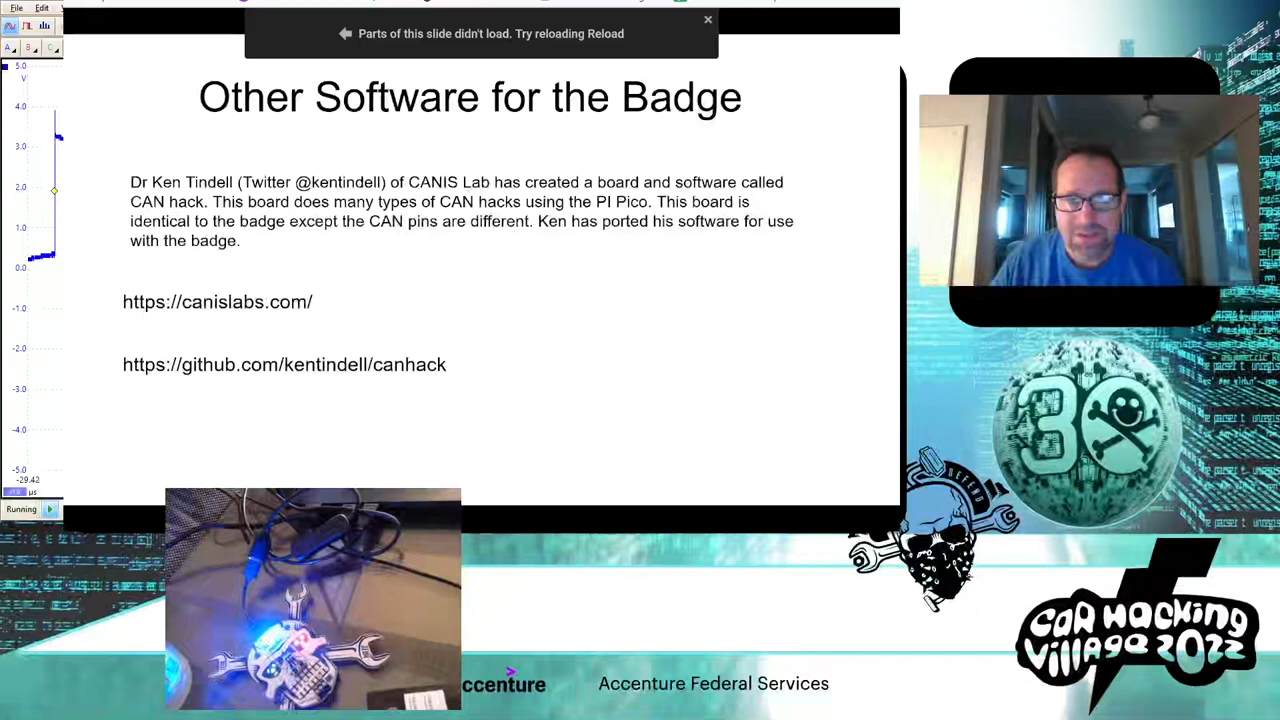 File Edit
Parts of this slide didn't load. Try reloading Reload
×
A B C
5.0
V
4.0
3.0
2.0
1.0
0.0
-1.0
-2.0
-3.0
-4.0
-5.0
-29.42
µs
Running
Other Software for the Badge
Dr Ken Tindell (Twitter @kentindell) of CANIS Lab has created a board and software called
CAN hack. This board does many types of CAN hacks using the PI Pico. This board is
identical to the badge except the CAN pins are different. Ken has ported his software for use
with the badge.
https://canislabs.com/
https://github.com/kentindell/canhack
30
DEFEND
CAR HACKING
VILLAGE 2022
accenture
Accenture Federal Services